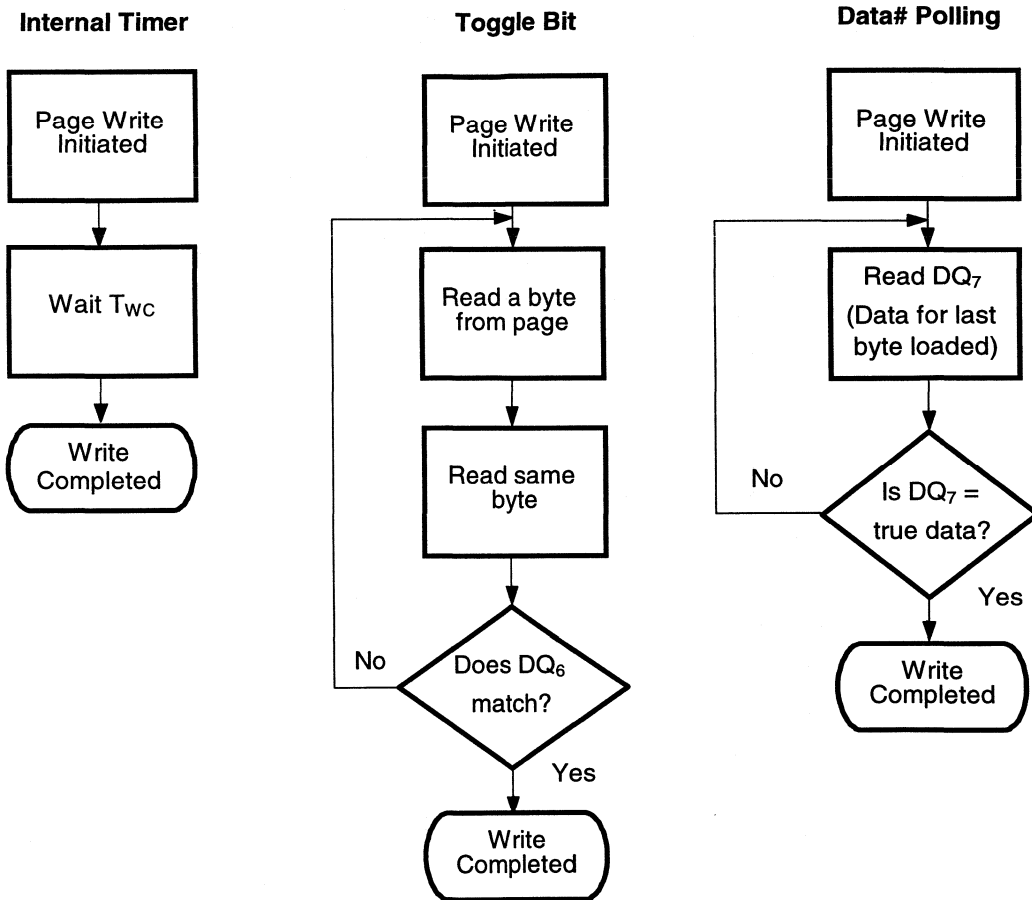 Internal Timer
Page Write
Initiated
Wait TWC
Write
Completed
Toggle Bit
Page Write
Initiated
Read a byte
from page
Read same
byte
No
Does DQ6
match?
Yes
Write
Completed
Data# Polling
Page Write
Initiated
Read DQ7
(Data for last
byte loaded)
No
Is DQ7 =
true data?
Yes
Write
Completed